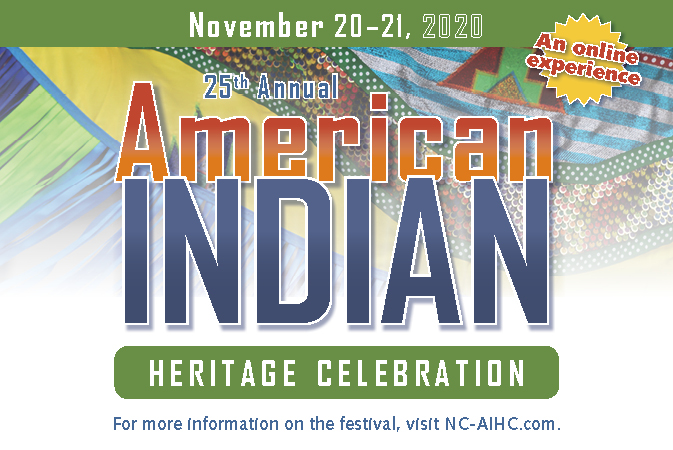 November 20–21, 2020
An online
experience
25th Annual
American
INDIAN
HERITAGE CELEBRATION
For more information on the festival, visit NC-AIHC.com.